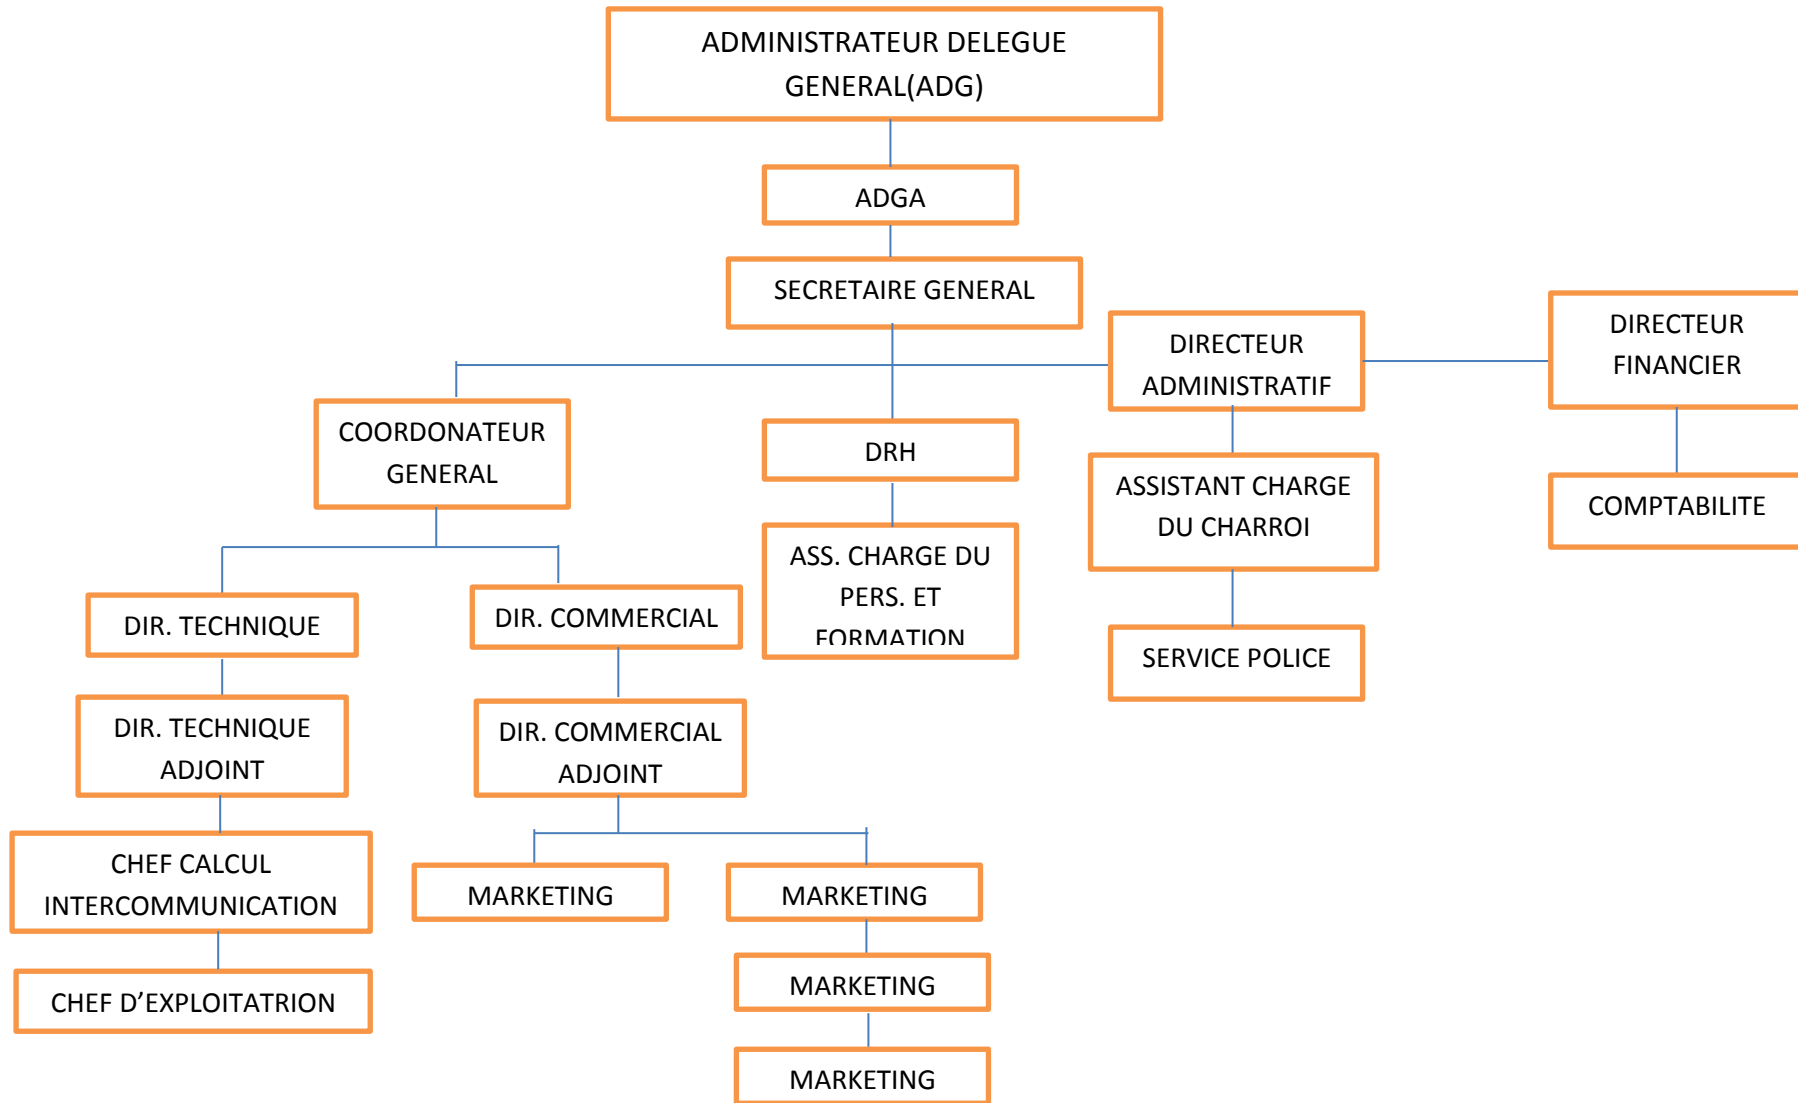 ADMINISTRATEUR DELEGUE
GENERAL(ADG)
ADGA
SECRETAIRE GENERAL
DIRECTEUR
ADMINISTRATIF
DIRECTEUR
FINANCIER
COORDONATEUR
GENERAL
DRH
ASSISTANT CHARGE
DU CHARROI
COMPTABILITE
ASS. CHARGE DU
PERS. ET
FORMATION
DIR. TECHNIQUE
DIR. COMMERCIAL
SERVICE POLICE
DIR. TECHNIQUE
ADJOINT
DIR. COMMERCIAL
ADJOINT
CHEF CALCUL
INTERCOMMUNICATION
MARKETING
MARKETING
CHEF D’EXPLOITATRION
MARKETING
MARKETING